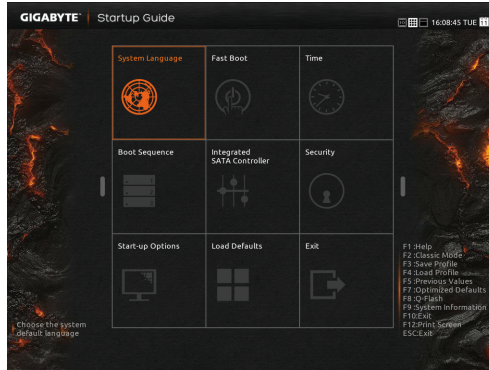 GIGABYTE™ Startup Guide
16:08:45 TUE 11
System Language
Fast Boot
Time
Boot Sequence
Integrated
SATA Controller
Security
Start-up Options
Load Defaults
Exit
F1 :Help
F2 :Classic Mode
F3 :Save Profile
F4 :Load Profile
F5 :Previous Values
F7 :Optimized Defaults
F8 :Q-Flash
F9 :System Information
F10:Exit
F12:Print Screen
ESC:Exit
Choose the system
default language